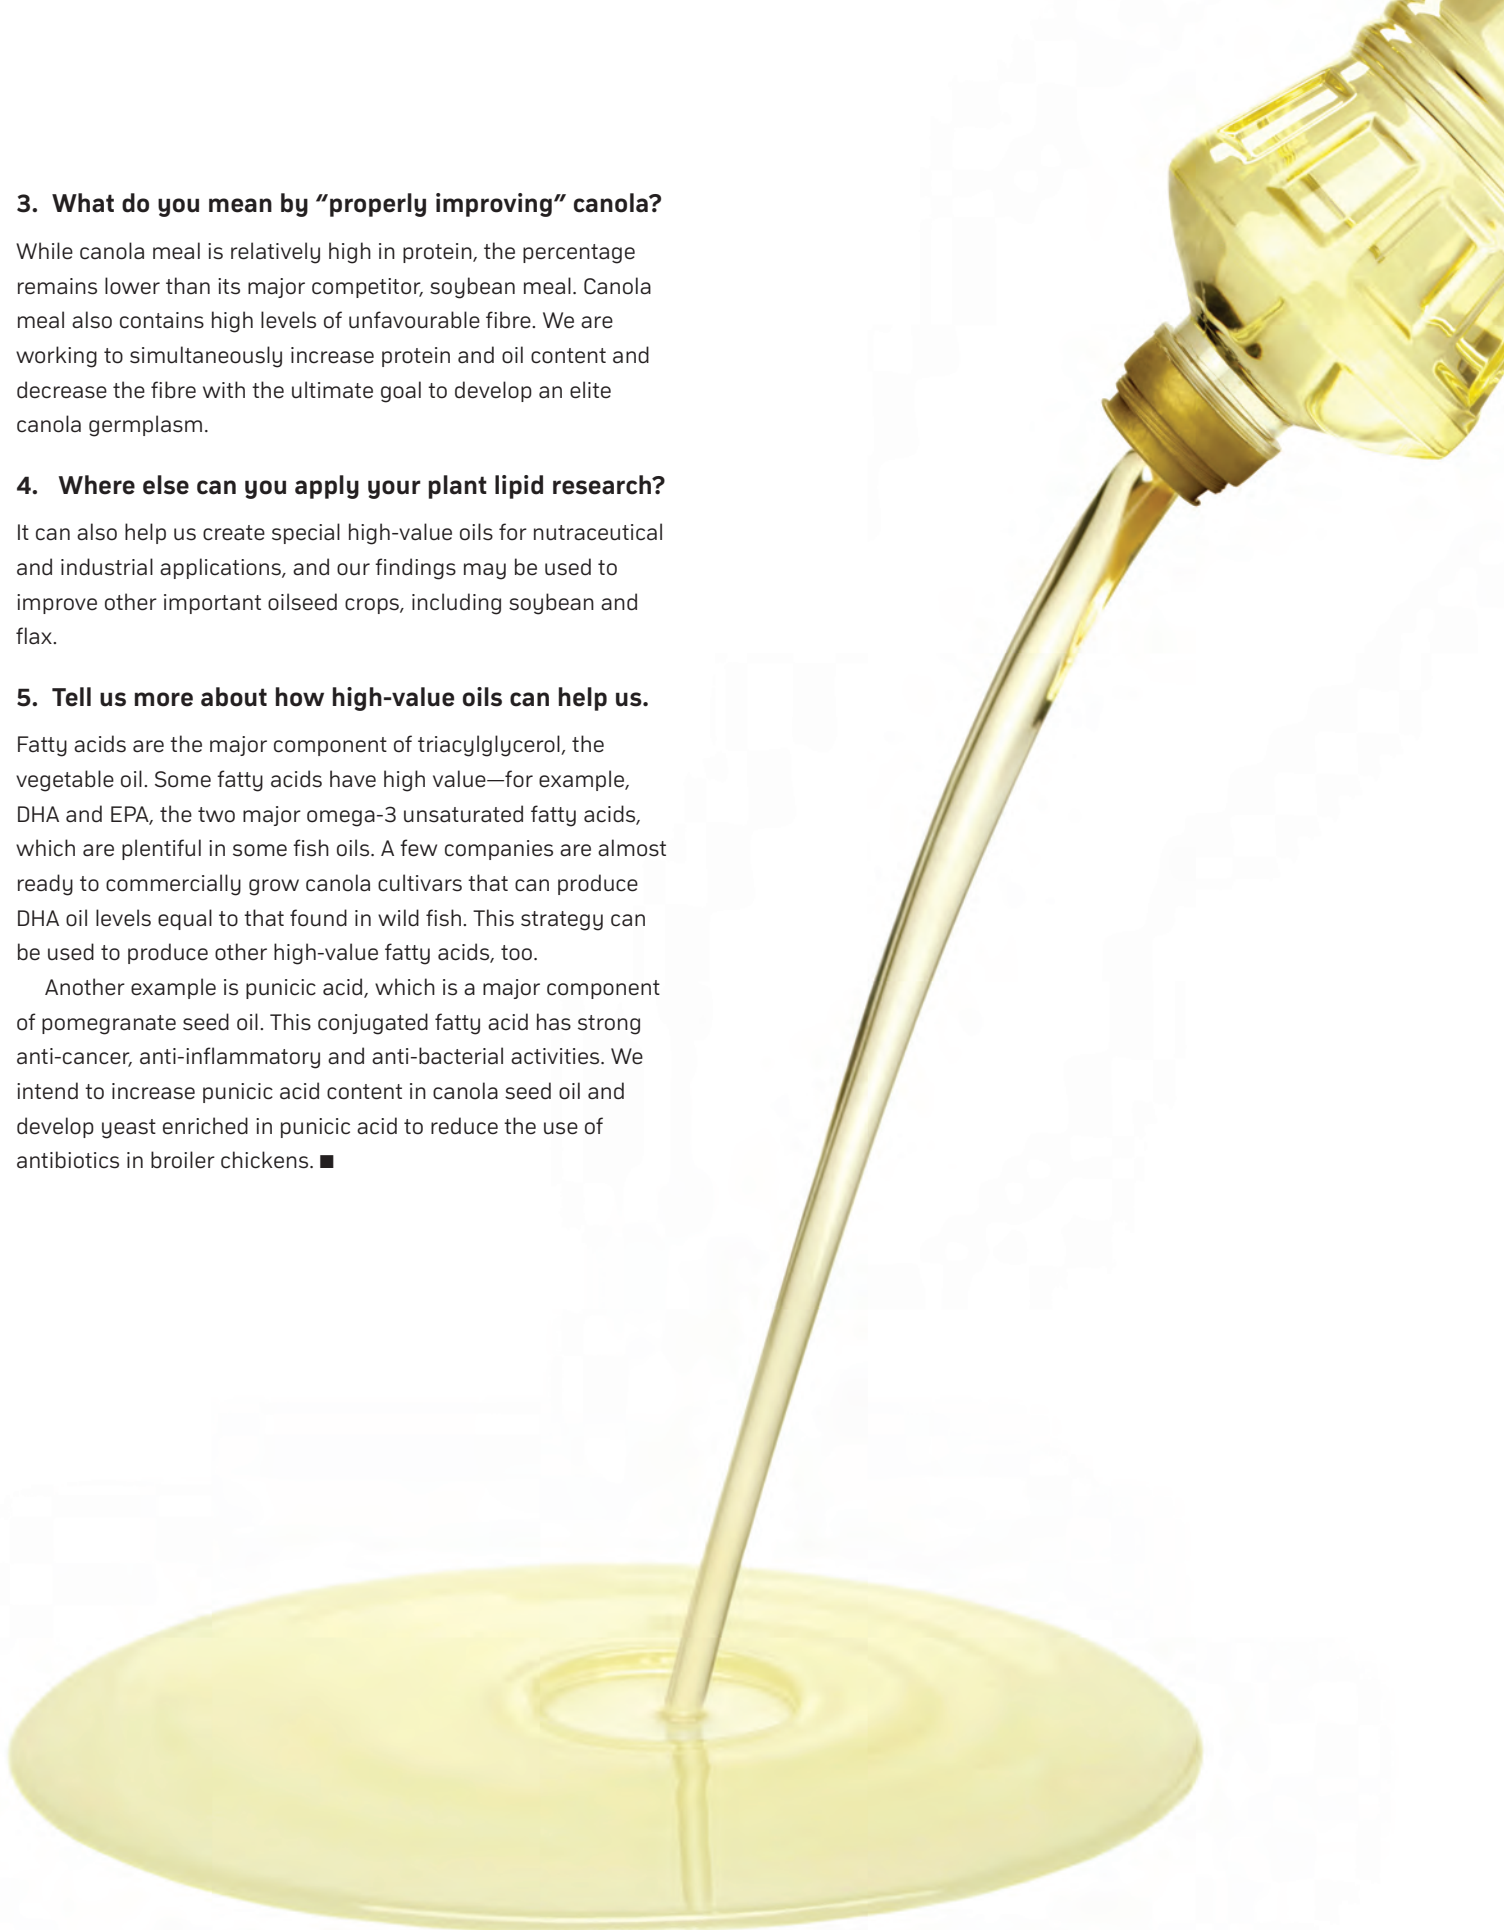 3. What do you mean by “properly improving” canola?
While canola meal is relatively high in protein, the percentage
remains lower than its major competitor, soybean meal. Canola
meal also contains high levels of unfavourable fibre. We are
working to simultaneously increase protein and oil content and
decrease the fibre with the ultimate goal to develop an elite
canola germplasm.
4. Where else can you apply your plant lipid research?
It can also help us create special high-value oils for nutraceutical
and industrial applications, and our findings may be used to
improve other important oilseed crops, including soybean and
flax.
5. Tell us more about how high-value oils can help us.
Fatty acids are the major component of triacylglycerol, the
vegetable oil. Some fatty acids have high value—for example,
DHA and EPA, the two major omega-3 unsaturated fatty acids,
which are plentiful in some fish oils. A few companies are almost
ready to commercially grow canola cultivars that can produce
DHA oil levels equal to that found in wild fish. This strategy can
be used to produce other high-value fatty acids, too.
Another example is punicic acid, which is a major component
of pomegranate seed oil. This conjugated fatty acid has strong
anti-cancer, anti-inflammatory and anti-bacterial activities. We
intend to increase punicic acid content in canola seed oil and
develop yeast enriched in punicic acid to reduce the use of
antibiotics in broiler chickens. ■